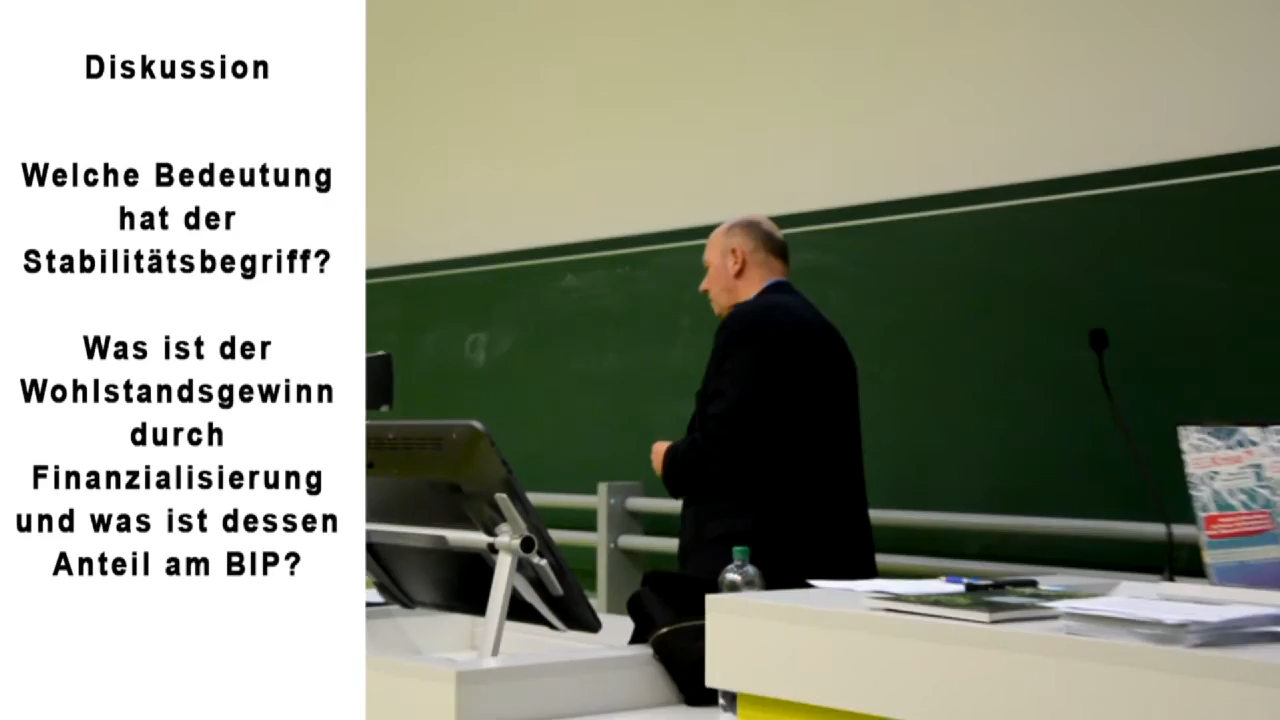 Diskussion
Welche Bedeutung
hat der
Stabilitätsbegriff?
Was ist der
Wohlstandsgewinn
durch
Finanzialisierung
und was ist dessen
Anteil am BIP?